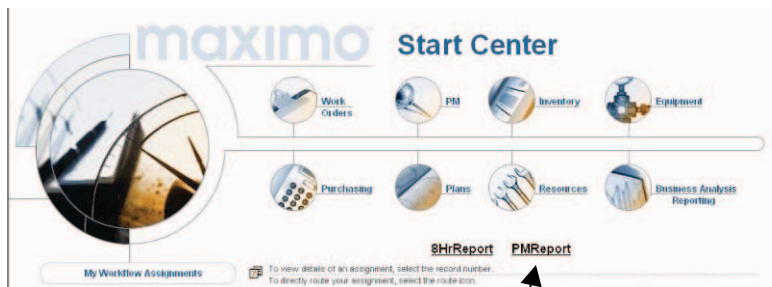 maximo
Start Center
Work
Orders
PM
Inventory
Equipment
Purchasing
Plans
Resources
Business Analysis
Reporting
8HrReport PMReport
My Workflow Assignments
To view details of an assignment, select the record number.
To directly route your assignment, select the route icon.